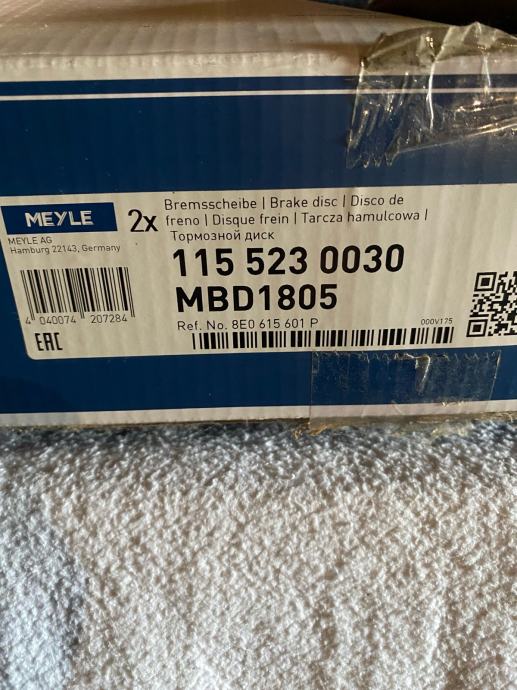 MEYLE
MEYLE AG
Hamburg 22143, Germany
2x
Bremsscheibe | Brake disc | Disco de
freno | Disque frein | Tarcza hamulcowa |
Тормозной диск
115 523 0030
MBD1805
Ref. No. 8E0 615 601 P
000V175
4 040074 207284
EAC